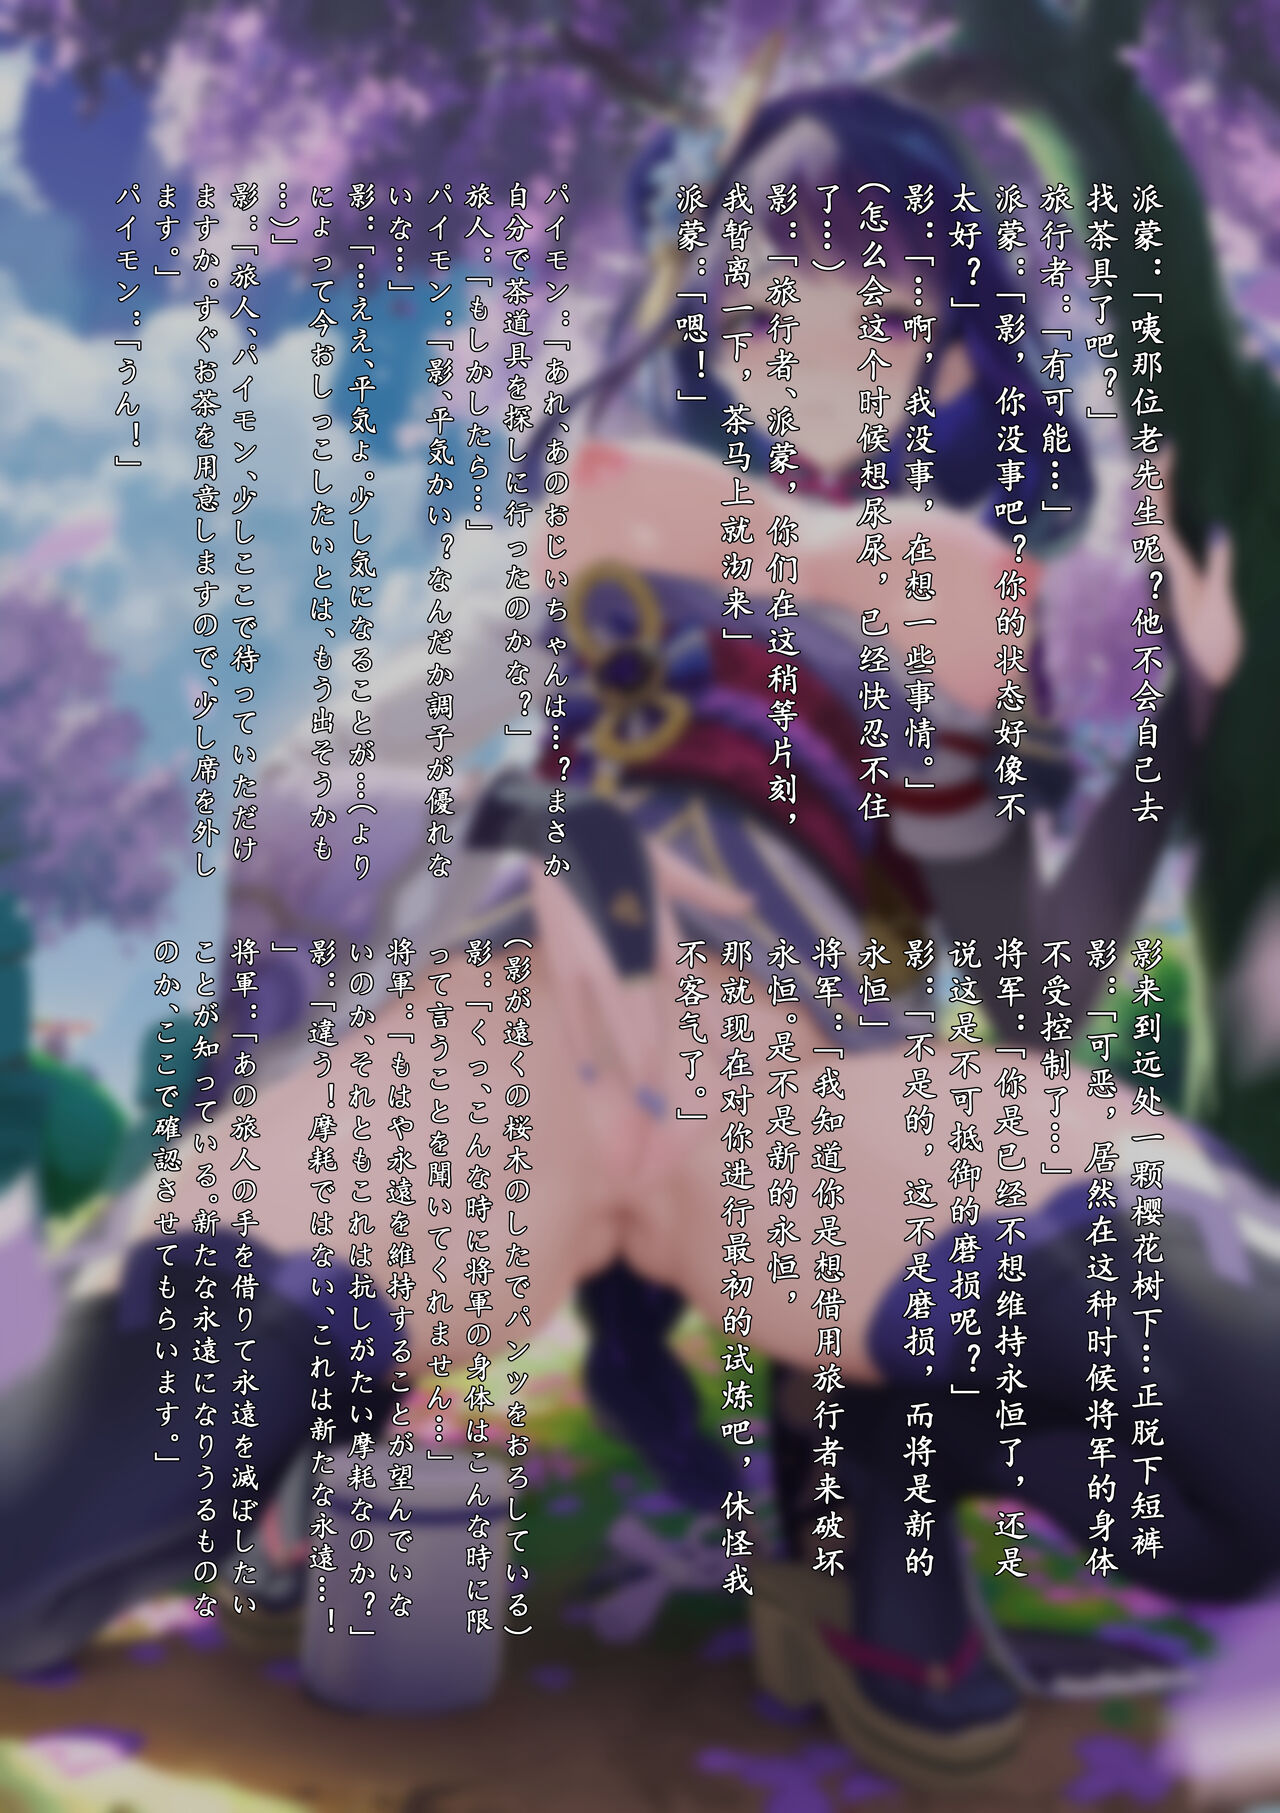 派蒙：「咦那位老先生呢？他不会自己去
找茶具了吧？」
旅行者：「有可能…」
派蒙：「影，你没事吧？你的状态好像不
太好？」
影：「…啊，我没事，在想一些事情。」
（怎么会这个时候想尿尿，已经快忍不住
了…）
影：「旅行者、派蒙，你们在这稍等片刻，
我暂离一下，茶马上就沏来」
派蒙：「嗯！」
パイモン：「あれ、あのおじいちゃんは…？まさか
自分で茶道具を探しに行ったのかな？」
旅人：「もしかしたら…」
パイモン：「影、平気かい？なんだか調子が優れな
いな…」
影：「…ええ、平気よ。少し気になることが…（より
によって今おしっこしたいとは、もう出そうかも
…）」
影：「旅人、パイモン、少しここで待っていただけ
ますか。すぐお茶を用意しますので、少し席を外し
ます。」
パイモン：「うん！」
影来到远处一颗樱花树下…正脱下短裤
影：「可恶，居然在这种时候将军的身体
不受控制了…」
将军：「你是已经不想维持永恒了，还是
说这是不可抵御的磨损呢？」
影：「不是的，这不是磨损，而将是新的
永恒」
将军：「我知道你是想借用旅行者来破坏
永恒。是不是新的永恒，
那就现在对你进行最初的试炼吧，休怪我
不客气了。」
（影が遠くの桜木のしたでパンツをおろしている）
影：「くっ、こんな時に将軍の身体はこんな時に限
って言うことを聞いてくれません…」
将軍：「もはや永遠を維持することが望んでいな
いのか、それともこれは抗しがたい摩耗なのか？」
影：「違う！摩耗ではない、これは新たな永遠…！
」
将軍：「あの旅人の手を借りて永遠を滅ぼしたい
ことが知っている。新たな永遠になりうるものな
のか、ここで確認させてもらいます。」